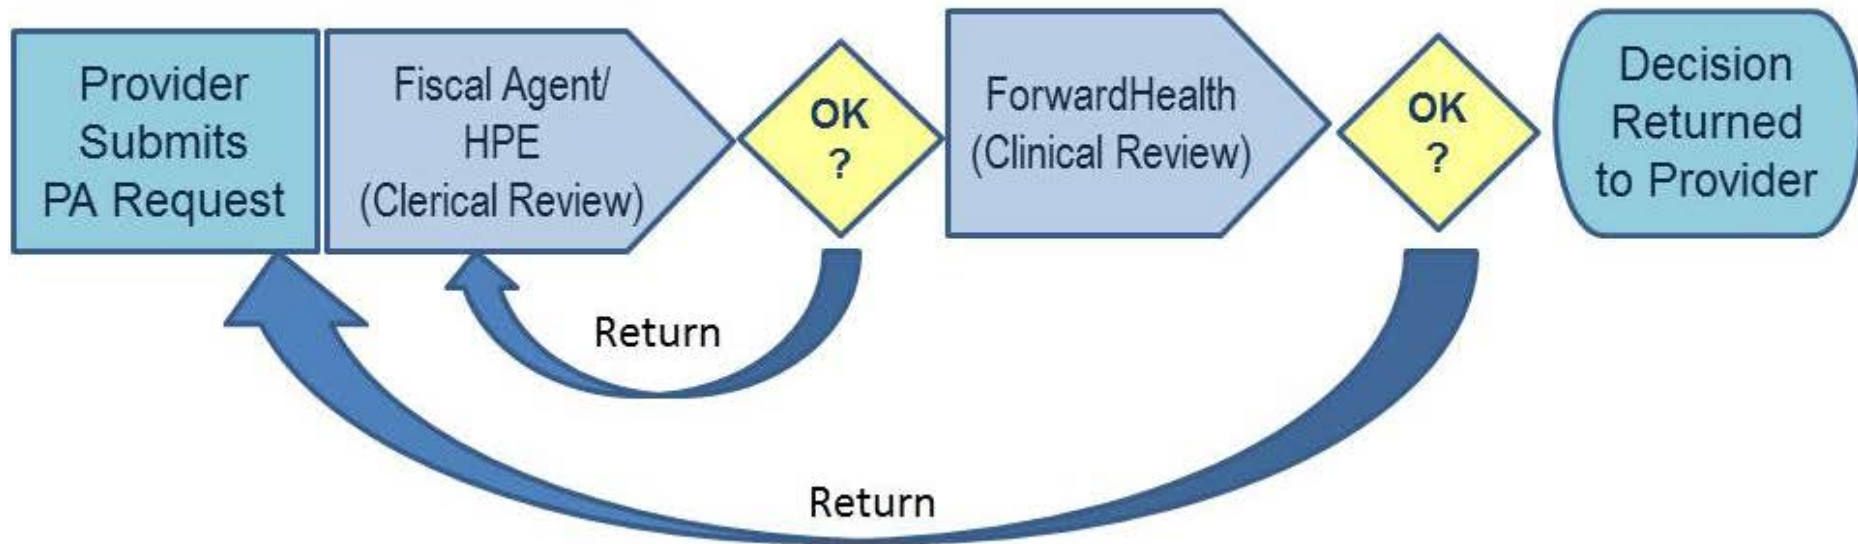 Provider
Submits
PA Request
Fiscal Agent/
HPE
(Clerical Review)
OK
?
ForwardHealth
(Clinical Review)
OK
?
Decision
Returned
to Provider
Return
Return